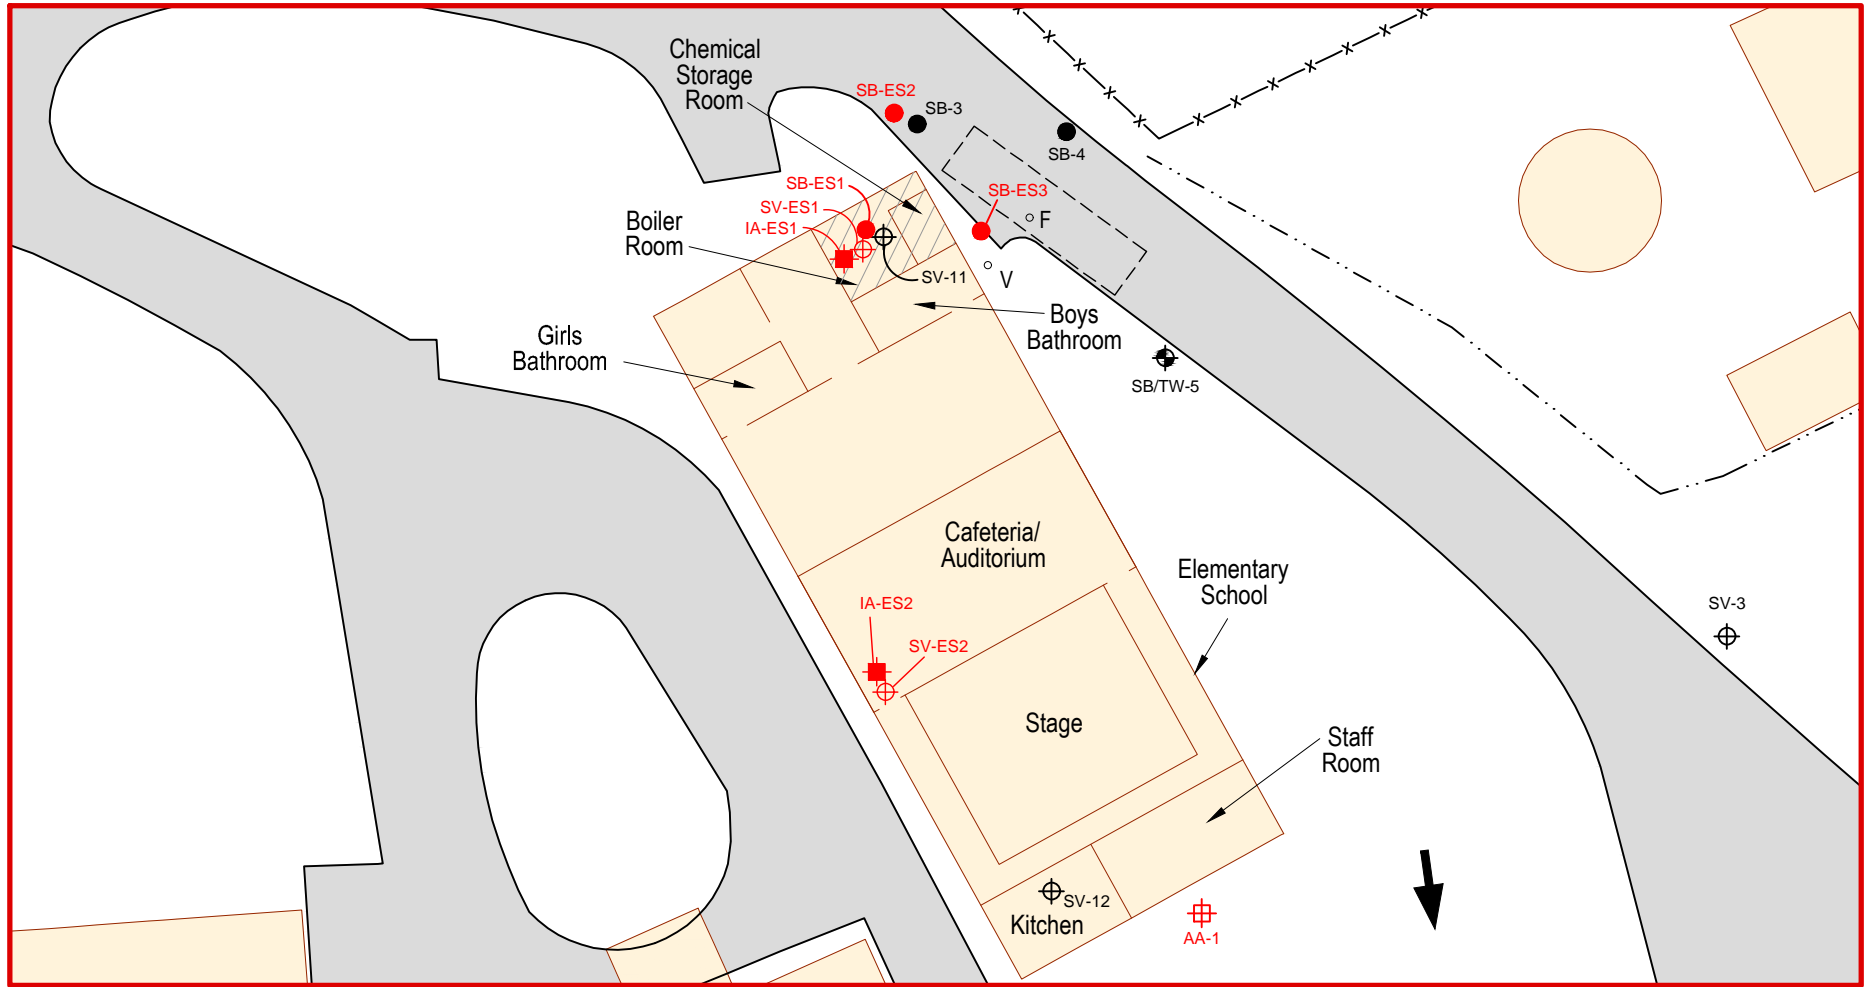 Chemical
Storage
Room
SB-ES2
SB-3
SB-4
SB-ES1
SV-ES1
IA-ES1
SB-ES3
F
Boiler
Room
SV-11
V
Boys
Bathroom
Girls
Bathroom
SB/TW-5
Cafeteria/
Auditorium
Elementary
School
IA-ES2
SV-ES2
SV-3
Stage
Staff
Room
SV-12
Kitchen
AA-1